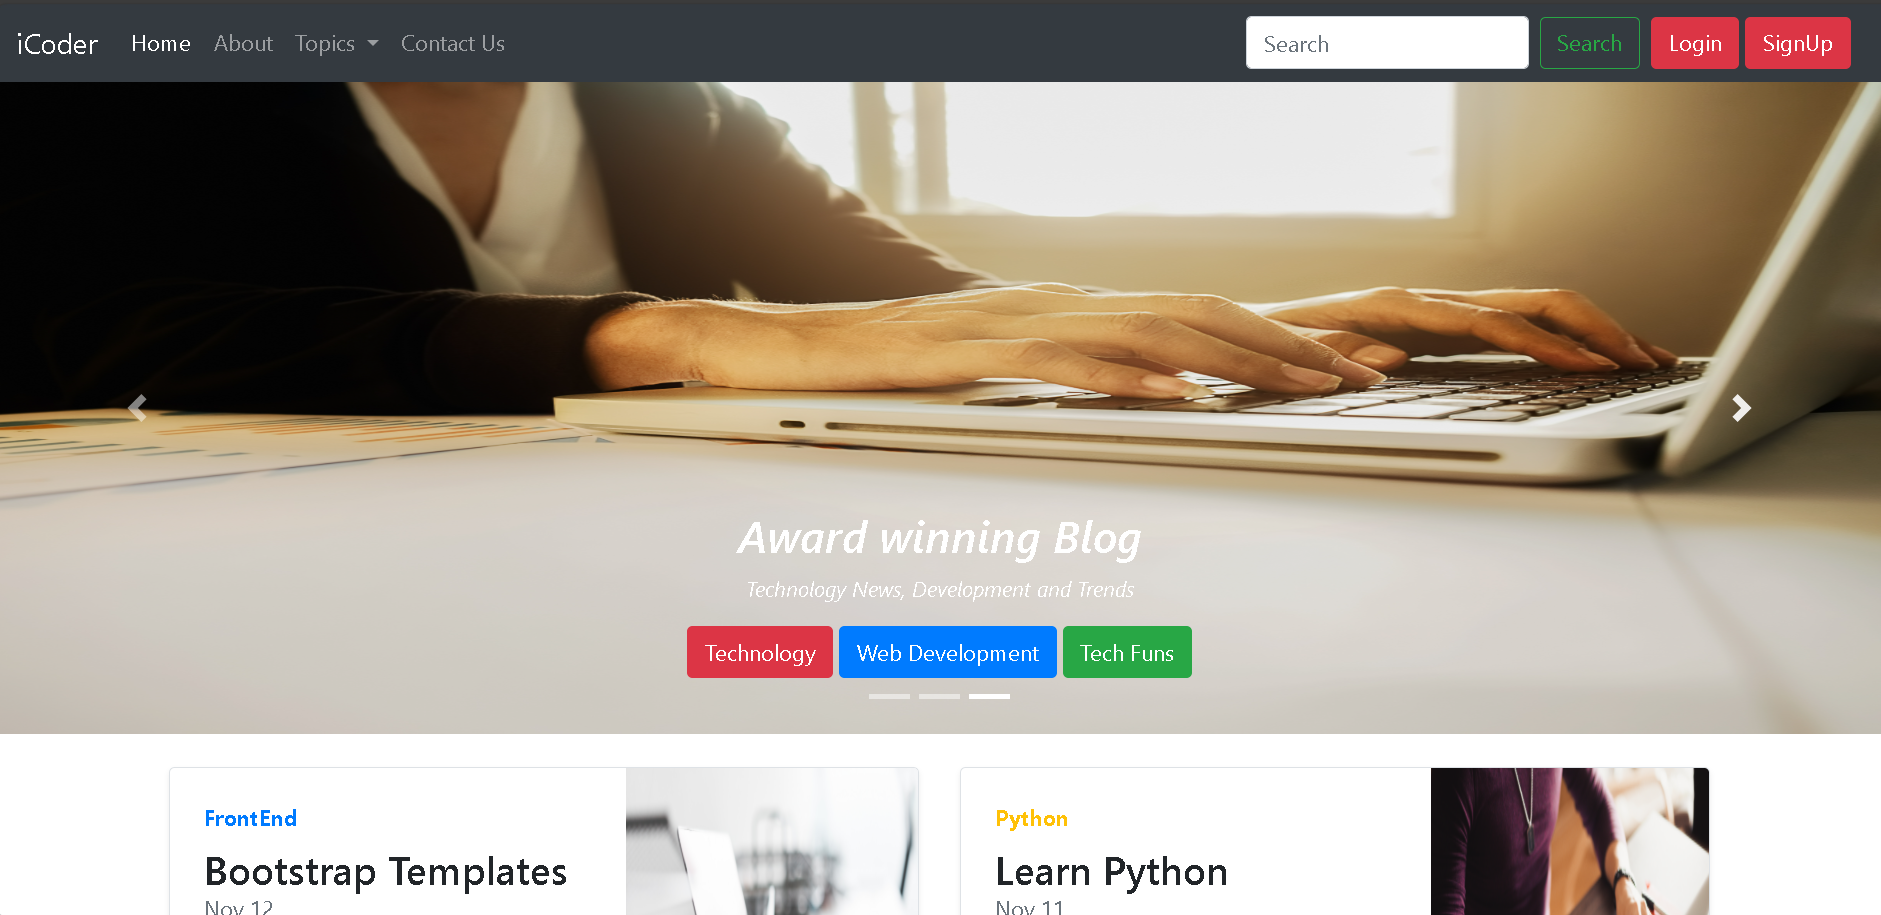 iCoder Home About Topics Contact Us Search Search Login SignUp
Award winning Blog
Technology News, Development and Trends
Technology Web Development Tech Funs
FrontEnd
Bootstrap Templates
Nov 12
Python
Learn Python
Nov 11